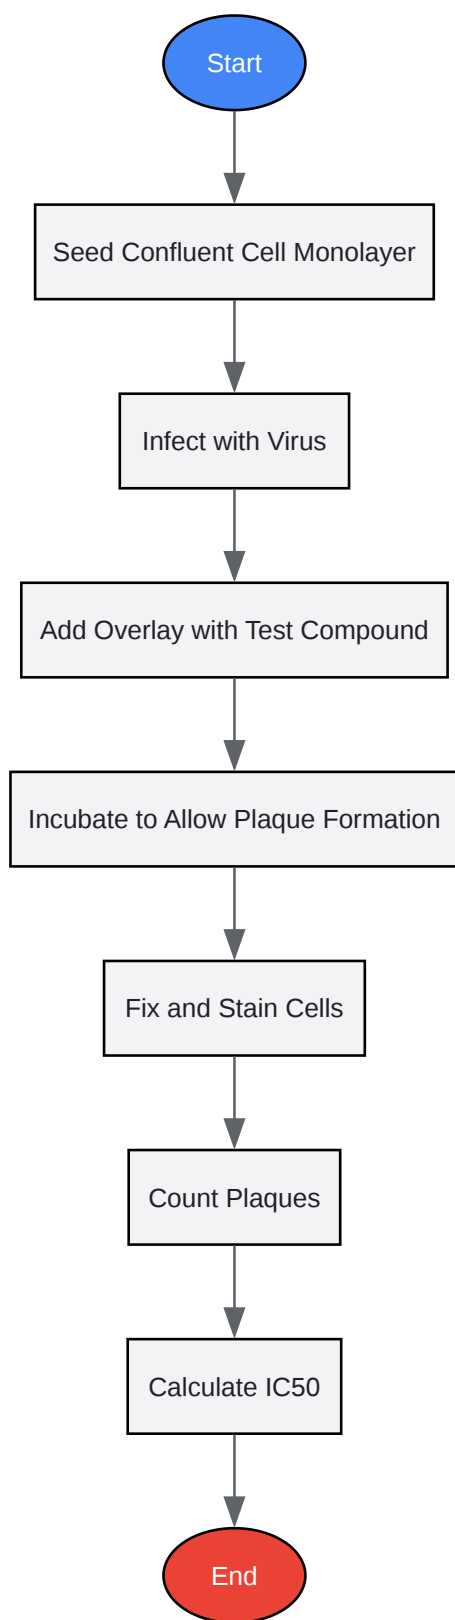 Start
Seed Confluent Cell Monolayer
Infect with Virus
Add Overlay with Test Compound
Incubate to Allow Plaque Formation
Fix and Stain Cells
Count Plaques
Calculate IC50
End